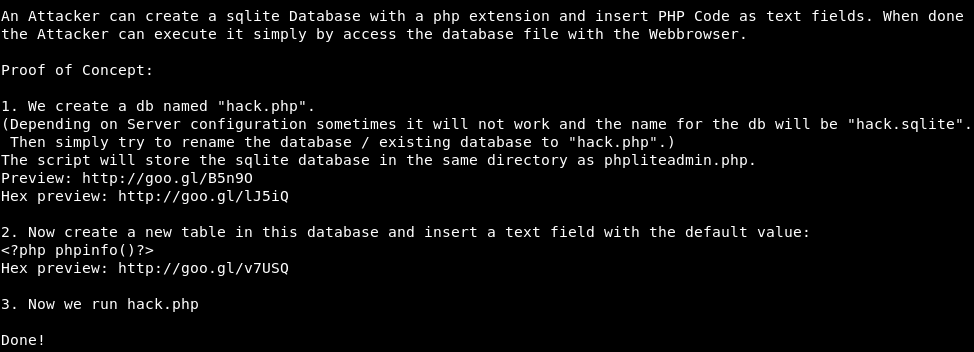 An Attacker can create a sqlite Database with a php extension and insert PHP Code as text fields. When done
the Attacker can execute it simply by access the database file with the Webbrowser.
Proof of Concept:
1. We create a db named "hack.php".
(Depending on Server configuration sometimes it will not work and the name for the db will be "hack.sqlite".
Then simply try to rename the database / existing database to "hack.php".)
The script will store the sqlite database in the same directory as phpliteadmin.php.
Preview: http://goo.gl/B5n9O
Hex preview: http://goo.gl/lJ5iQ
2. Now create a new table in this database and insert a text field with the default value:
<?php phpinfo()?>
Hex preview: http://goo.gl/v7USQ
3. Now we run hack.php
Done!